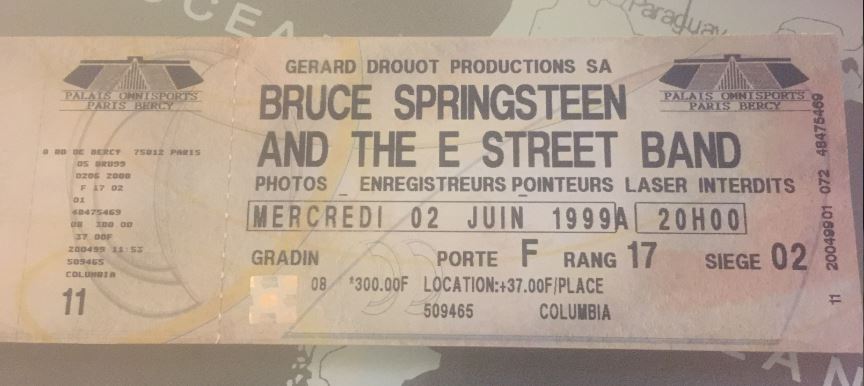 OCEAN
Paraguay
PALAIS OMNISPORTS
PARIS BERCY
8 BD DE BERCY 75012 PARIS
05 BRU99
0206 2000
F 17 02
01
48475469
08 300 00
37 00F
200499 11 53
509465
COLUMBIA
11
GERARD DROUOT PRODUCTIONS SA
BRUCE SPRINGSTEEN
AND THE E STREET BAND
PHOTOS _ ENREGISTREURS POINTEURS LASER INTERDITS
MERCREDI 02 JUIN 1999A 20H00
GRADIN PORTE F RANG 17 SIEGE 02
08 *300.00F LOCATION:+37.00F/PLACE
509465 COLUMBIA
PALAIS OMNISPORTS
PARIS BERCY
11 20049901 072 48475469